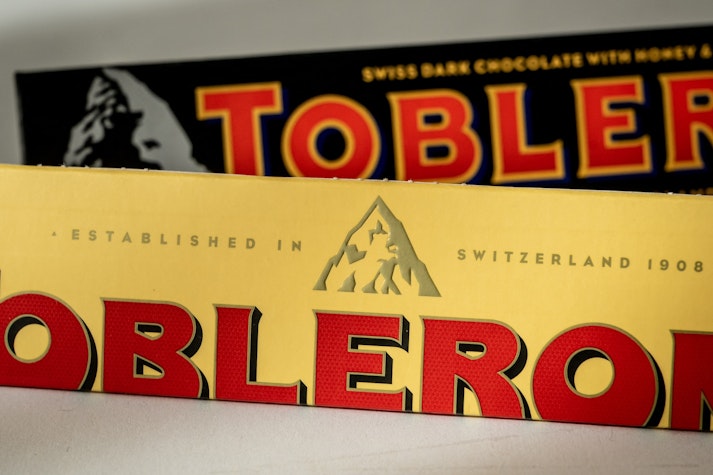 SWISS DARK CHOCOLATE WITH HONEY &
TOBLER
ESTABLISHED IN
SWITZERLAND 1908
OBLERON